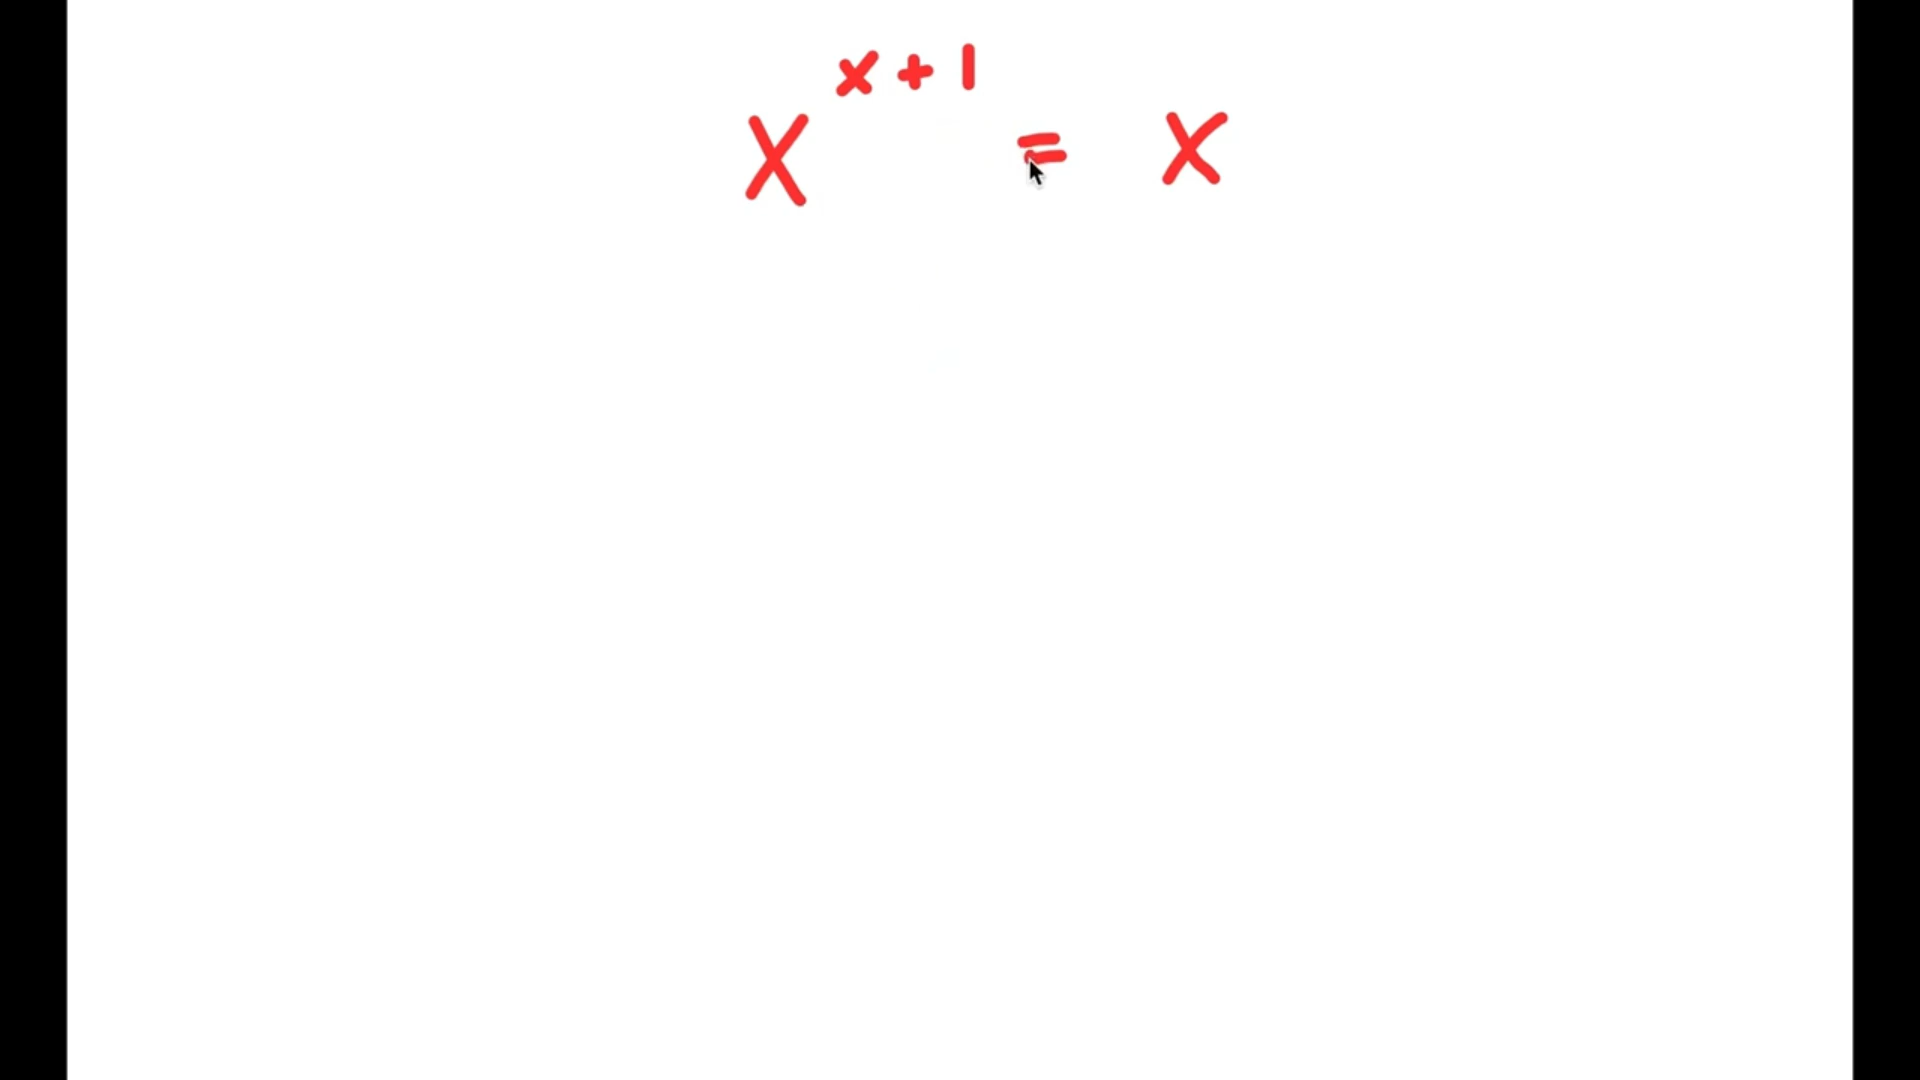 x^{x+1} = x